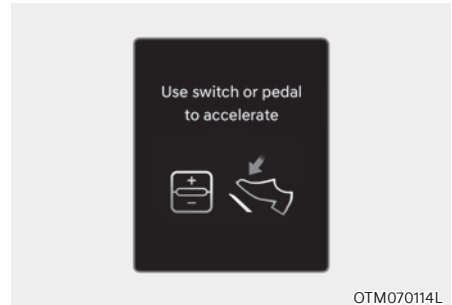 Use switch or pedal
to accelerate
+
−
OTM070114L